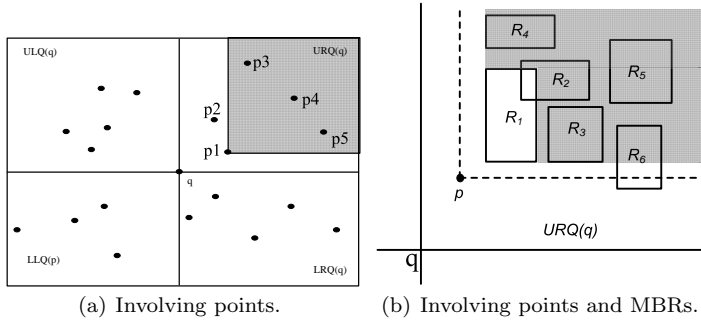 ULQ(q)
URQ(q)
p3
p4
p2
p5
p1
q
LLQ(p)
LRQ(q)
(a) Involving points.
R4
R5
R2
R1
R3
R6
p
URQ(q)
q
(b) Involving points and MBRs.